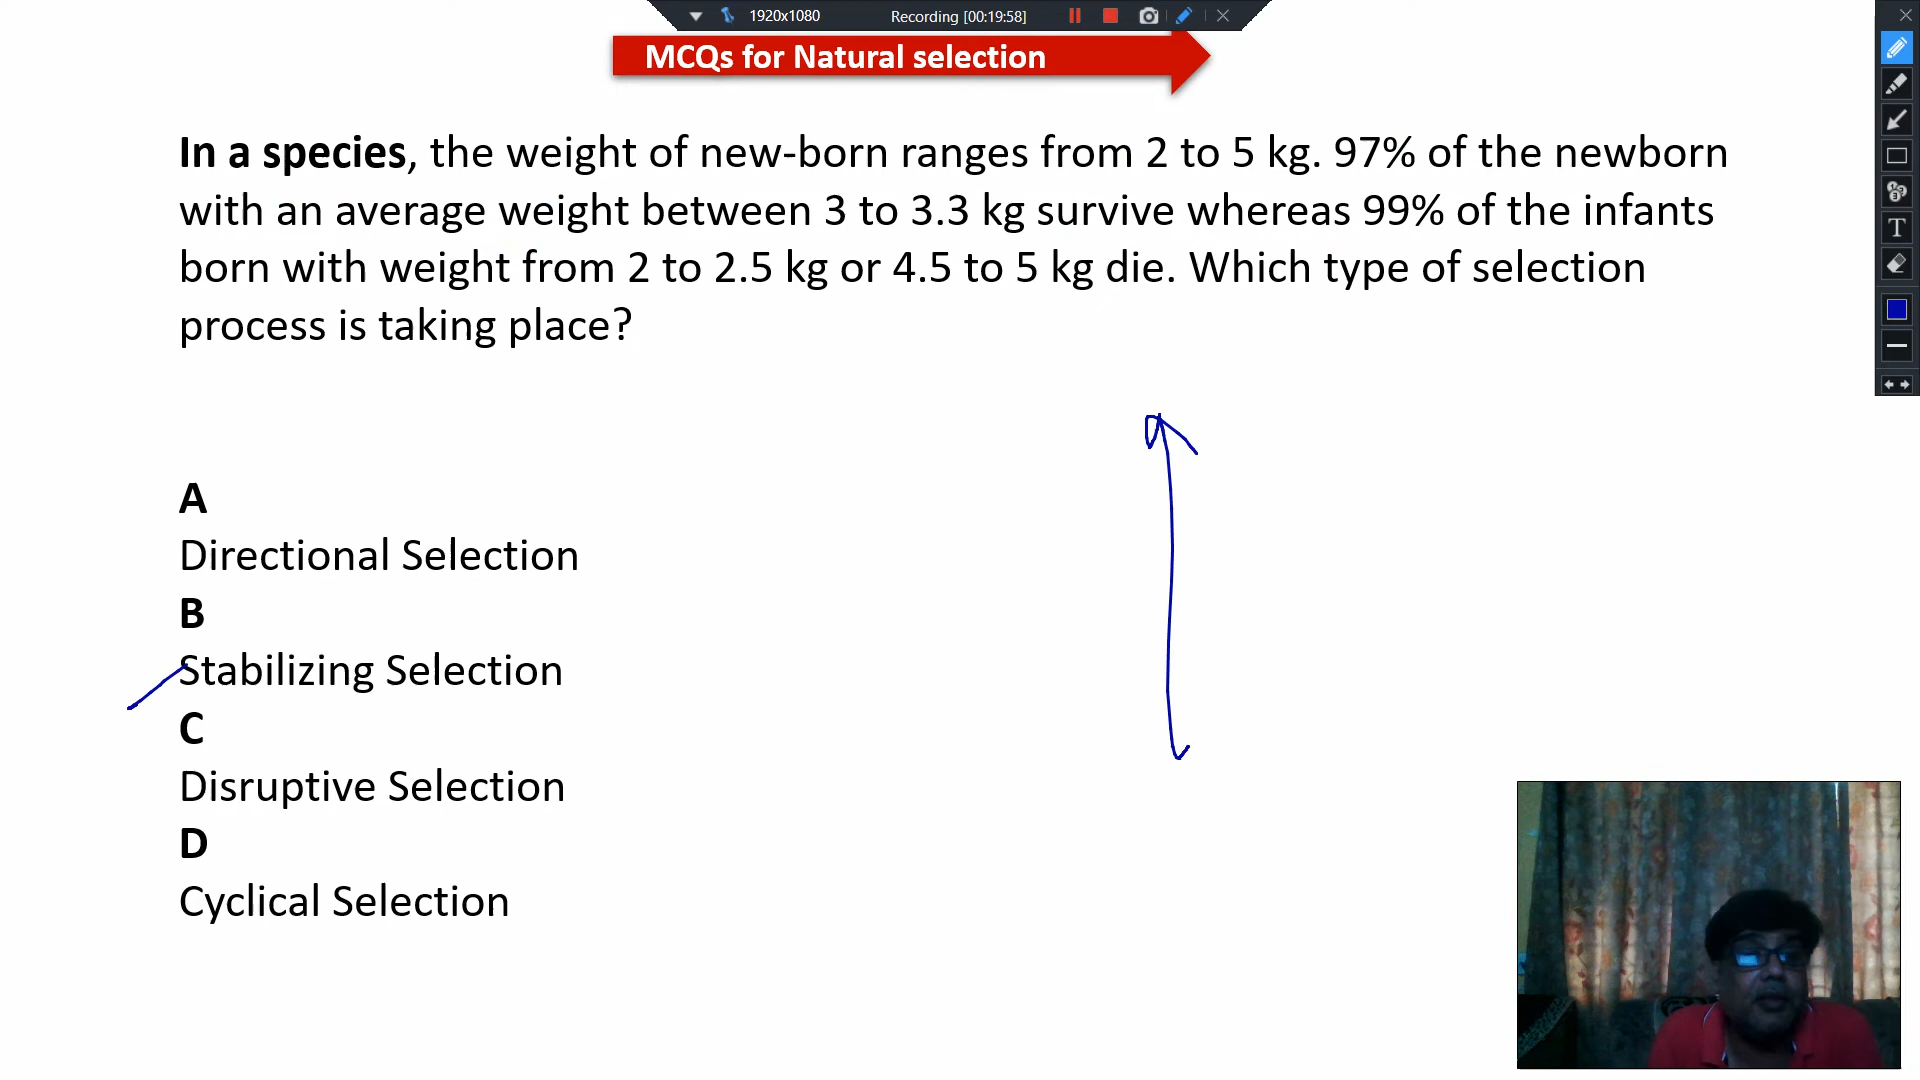 1920x1080 Recording [00:19:58]
MCQs for Natural selection
In a species, the weight of new-born ranges from 2 to 5 kg. 97% of the newborn
with an average weight between 3 to 3.3 kg survive whereas 99% of the infants
born with weight from 2 to 2.5 kg or 4.5 to 5 kg die. Which type of selection
process is taking place?
A
Directional Selection
B
Stabilizing Selection
C
Disruptive Selection
D
Cyclical Selection
T